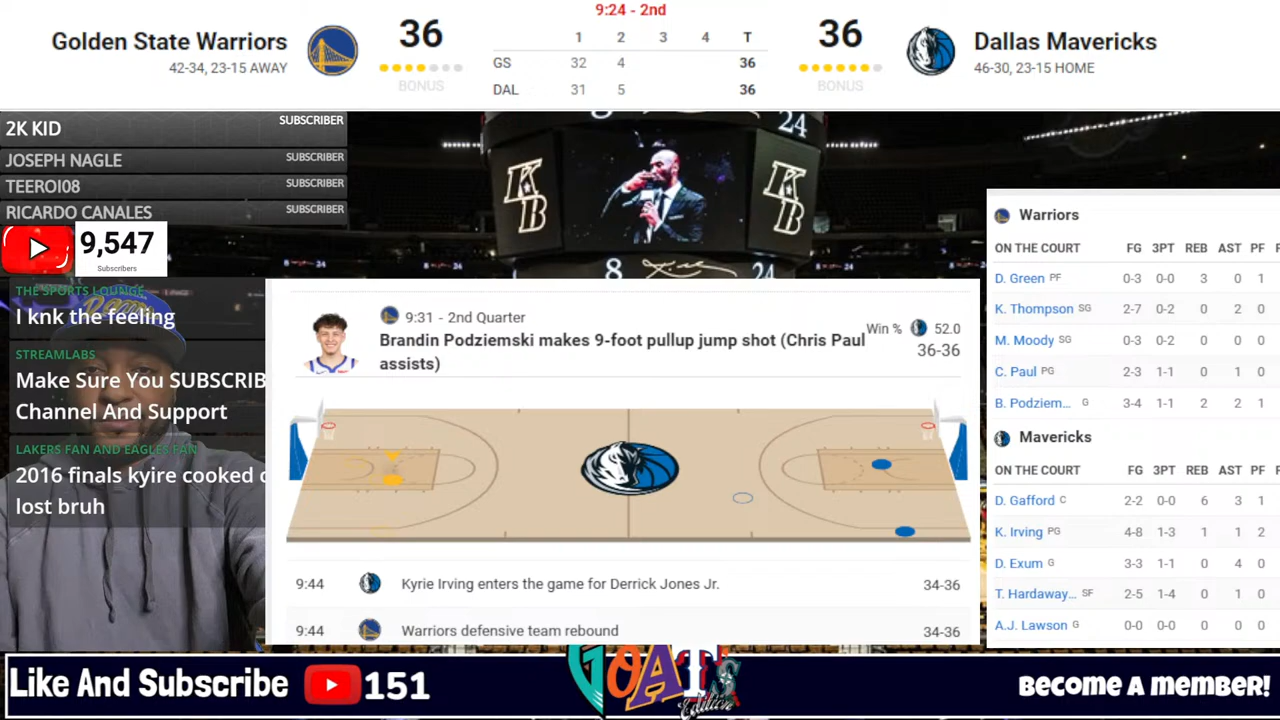 9:24 - 2nd
Golden State Warriors
42-34, 23-15 AWAY
36
BONUS
1 2 3 4 T
GS 32 4 36
DAL 31 5 36
36
BONUS
Dallas Mavericks
46-30, 23-15 HOME
2K KID SUBSCRIBER
JOSEPH NAGLE SUBSCRIBER
TEEROI08 SUBSCRIBER
RICARDO CANALES SUBSCRIBER
9,547
Subscribers
24
KB
KB
8 24
THE SPORTS LOUNGE
I knk the feeling
STREAMLABS
Make Sure You SUBSCRIB
Channel And Support
LAKERS FAN AND EAGLES FAN
2016 finals kyire cooked c
lost bruh
9:31 - 2nd Quarter
Brandin Podziemski makes 9-foot pullup jump shot (Chris Paul
assists)
Win % 52.0
36-36
9:44 Kyrie Irving enters the game for Derrick Jones Jr. 34-36
9:44 Warriors defensive team rebound 34-36
Warriors
ON THE COURT FG 3PT REB AST PF
D. Green PF 0-3 0-0 3 0 1
K. Thompson SG 2-7 0-2 0 2 0
M. Moody SG 0-3 0-2 0 0 0
C. Paul PG 2-3 1-1 0 1 0
B. Podziem... G 3-4 1-1 2 2 1
Mavericks
ON THE COURT FG 3PT REB AST PF
D. Gafford C 2-2 0-0 6 3 1
K. Irving PG 4-8 1-3 1 1 2
D. Exum G 3-3 1-1 0 4 0
T. Hardaway... SF 2-5 1-4 0 1 0
A.J. Lawson G 0-0 0-0 0 0 0
Like And Subscribe 151
GOATS
Edition
BECOME A MEMBER!